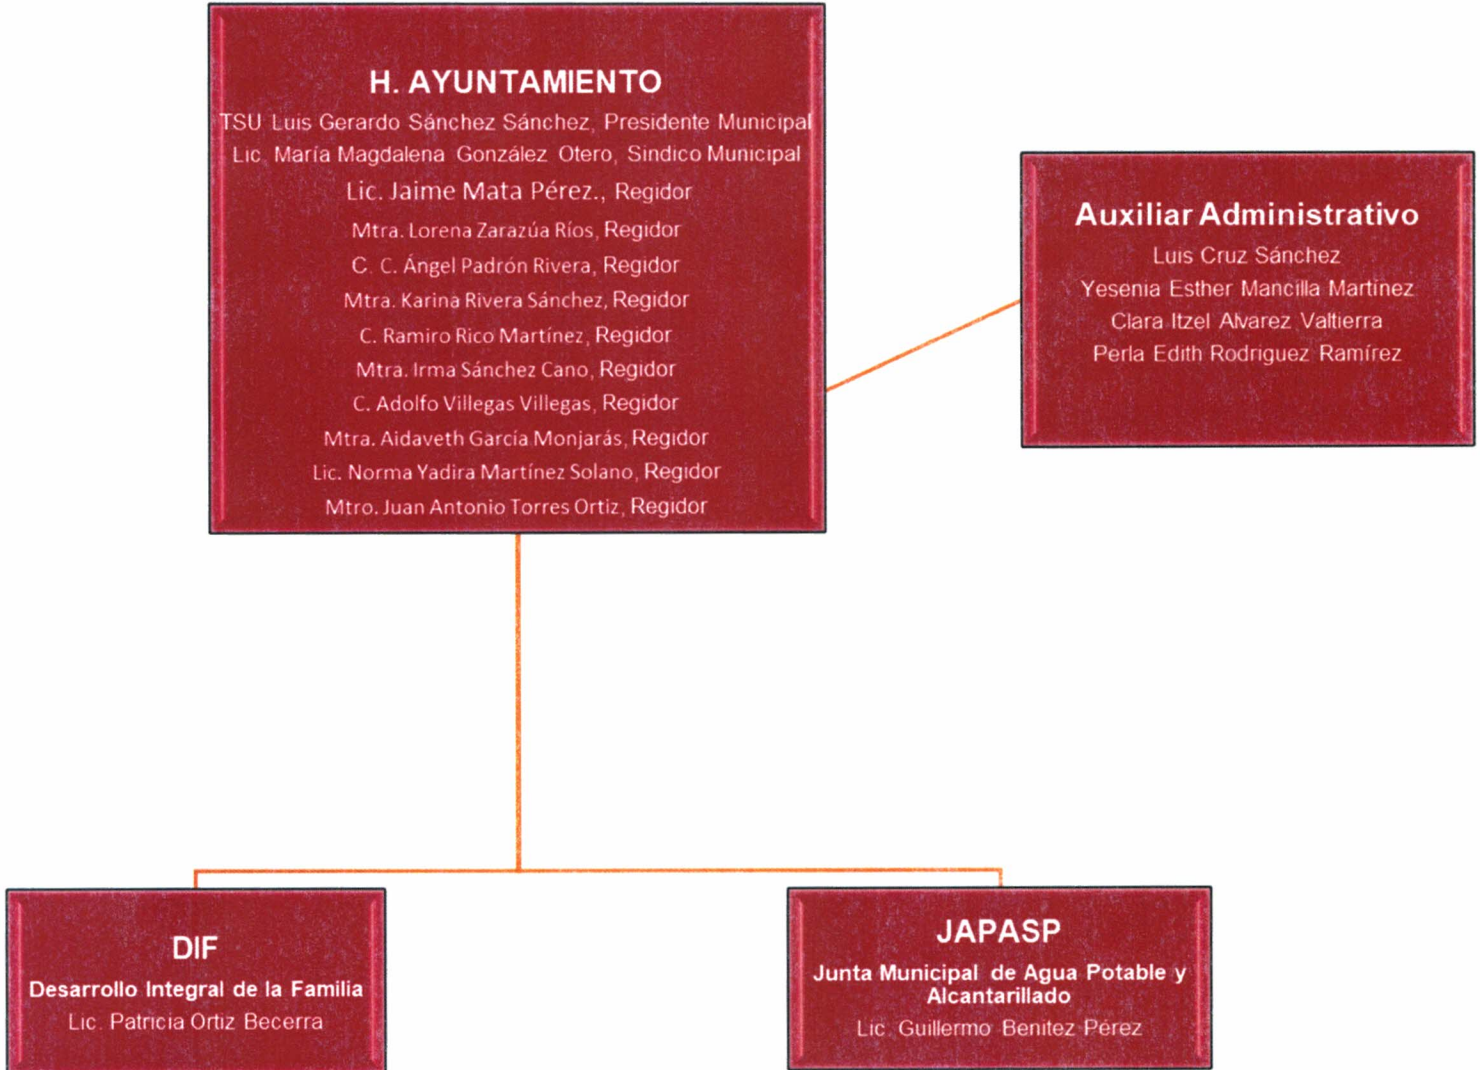 H. AYUNTAMIENTO
TSU Luis Gerardo Sánchez Sánchez, Presidente Municipal
Lic. María Magdalena González Otero, Sindico Municipal
Lic. Jaime Mata Pérez., Regidor
Mtra. Lorena Zarazúa Ríos, Regidor
C. C. Ángel Padrón Rivera, Regidor
Mtra. Karina Rivera Sánchez, Regidor
C. Ramiro Rico Martínez, Regidor
Mtra. Irma Sánchez Cano, Regidor
C. Adolfo Villegas Villegas, Regidor
Mtra. Aidaveth García Monjarás, Regidor
Lic. Norma Yadira Martínez Solano, Regidor
Mtro. Juan Antonio Torres Ortiz, Regidor
Auxiliar Administrativo
Luis Cruz Sánchez
Yesenia Esther Mancilla Martinez
Clara Itzel Alvarez Valtierra
Perla Edith Rodriguez Ramírez
DIF
Desarrollo Integral de la Familia
Lic. Patricia Ortiz Becerra
JAPASP
Junta Municipal de Agua Potable y
Alcantarillado
Lic. Guillermo Benitez Pérez